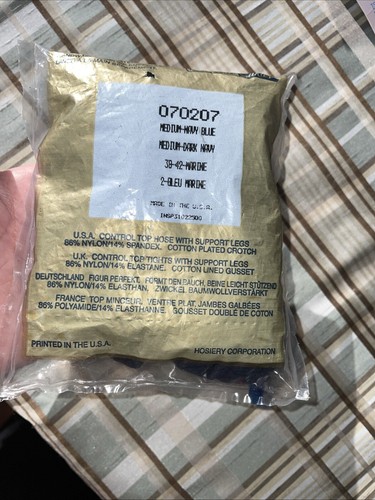 070207
MEDIUM-NAVY BLUE
MEDIUM-DARK NAVY
38-42-MARINE
2-BLEU MARINE
MADE IN THE U.S.A.
U.S.A. CONTROL TOP HOSE WITH SUPPORT LEGS
86% NYLON/14% SPANDEX. COTTON PLATED CROTCH
U.K. CONTROL TOP TIGHTS WITH SUPPORT LEGS
86% NYLON/14% ELASTANE. COTTON LINED GUSSET
DEUTSCHLAND FIGUR PERFEKT. FORMT DEN BAUCH, BEINE LEICHT STÜTZEND
86% NYLON/14% ELASTHAN. ZWICKEL BAUMWOLLVERSTÄRKT
FRANCE TOP MINCEUR. VENTRE PLAT, JAMBES GALBÉES
86% POLYAMIDE/14% ELASTHANNE. GOUSSET DOUBLE DE COTON
PRINTED IN THE U.S.A.
HOSIERY CORPORATION